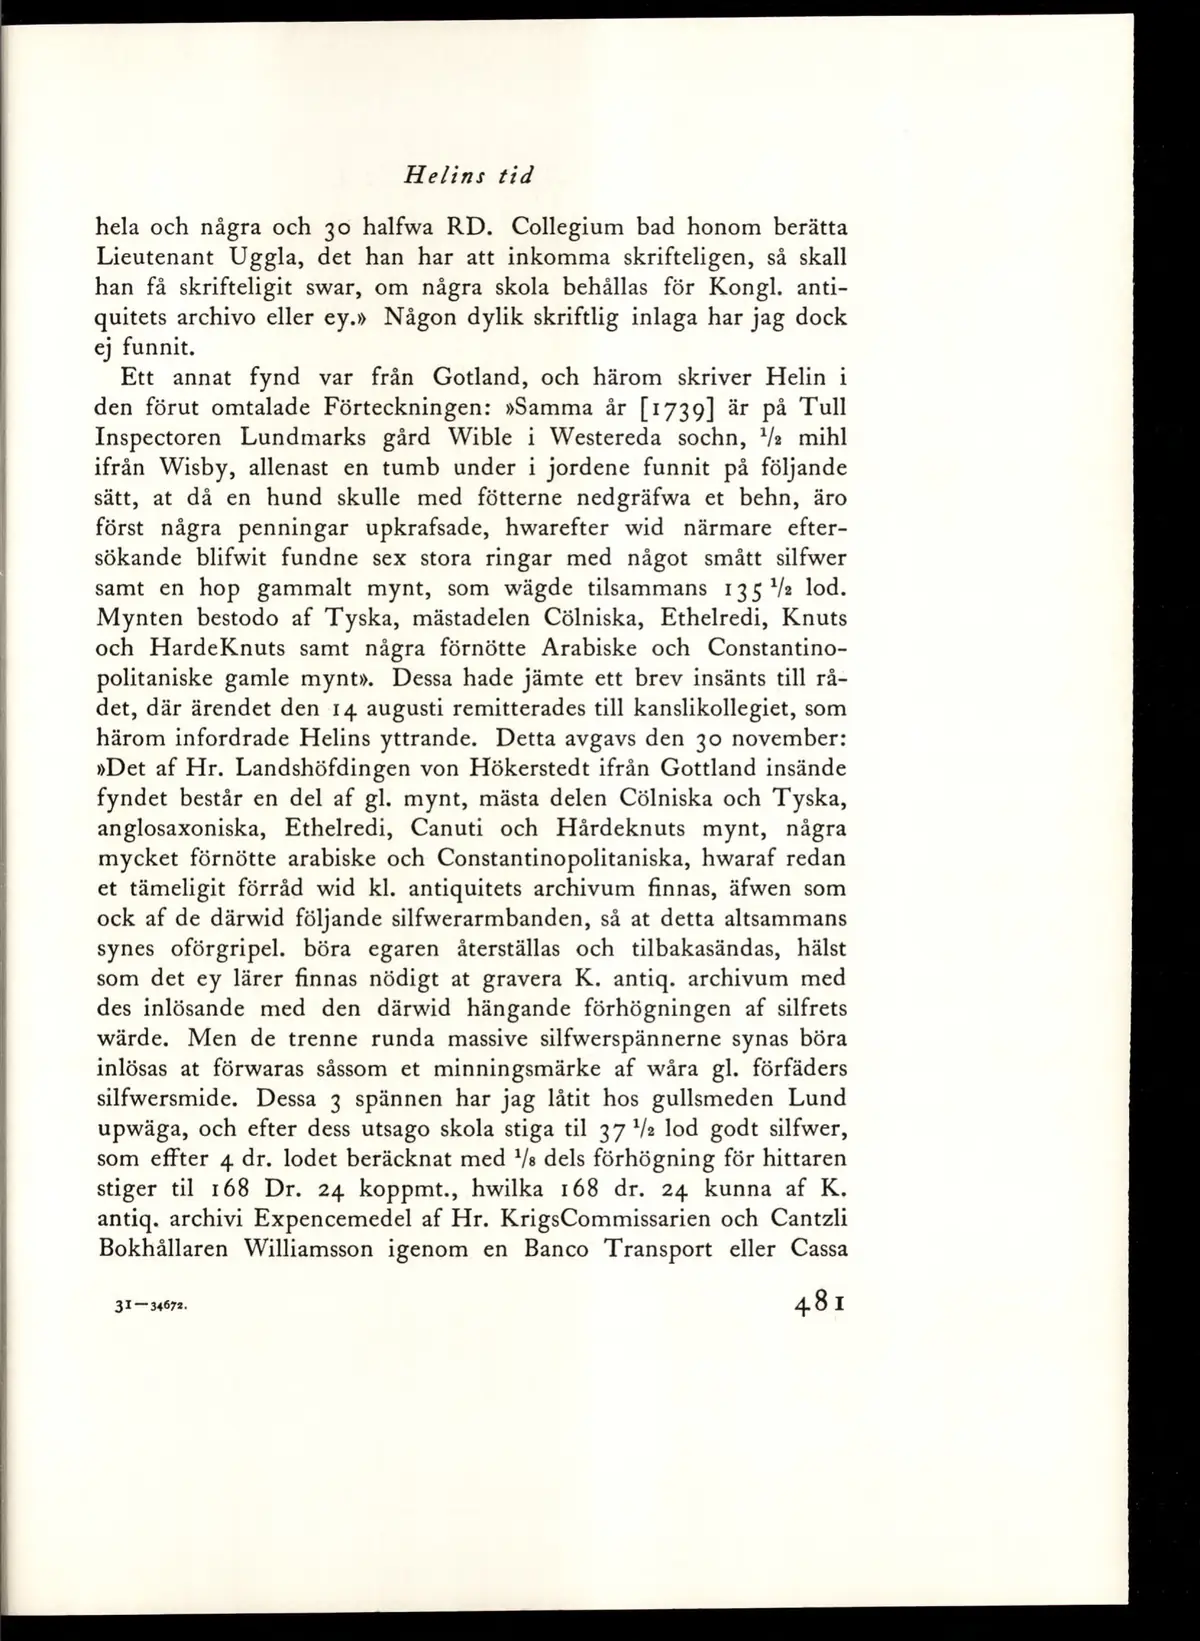 Helins tid
hela och några och 30 halfwa RD. Collegium bad honom berätta
Lieutenant Uggla, det han har att inkomma skrifteligen, så skall
han få skrifteligit swar, om några skola behållas för Kongl. anti-
quitets archivo eller ey.» Någon dylik skriftlig inlaga har jag dock
ej funnit.
Ett annat fynd var från Gotland, och härom skriver Helin i
den förut omtalade Förteckningen: »Samma år [1739] är på Tull
Inspectoren Lundmarks gård Wible i Westereda sochn, 1/2 mihl
ifrån Wisby, allenast en tumb under i jordene funnit på följande
sätt, at då en hund skulle med fötterne nedgräfwa et behn, äro
först några penningar upkrafsade, hwarefter wid närmare efter-
sökande blifwit fundne sex stora ringar med något smått silfwer
samt en hop gammalt mynt, som wägde tilsammans 135 1/2 lod.
Mynten bestodo af Tyska, mästadelen Cölniska, Ethelredi, Knuts
och HardeKnuts samt några förnötte Arabiske och Constantino-
politaniske gamle mynt». Dessa hade jämte ett brev insänts till rå-
det, där ärendet den 14 augusti remitterades till kanslikollegiet, som
härom infordrade Helins yttrande. Detta avgavs den 30 november:
»Det af Hr. Landshöfdingen von Hökerstedt ifrån Gottland insände
fyndet består en del af gl. mynt, mästa delen Cölniska och Tyska,
anglosaxoniska, Ethelredi, Canuti och Hårdeknuts mynt, några
mycket förnötte arabiske och Constantinopolitaniska, hwaraf redan
et tämeligit förråd wid kl. antiquitets archivum finnas, äfwen som
ock af de därwid följande silfwerarmbanden, så at detta altsammans
synes oförgripel. böra egaren återställas och tilbakasändas, hälst
som det ey lärer finnas nödigt at gravera K. antiq. archivum med
des inlösande med den därwid hängande förhögningen af silfrets
wärde. Men de trenne runda massive silfwerspännerne synas böra
inlösas at förwaras såssom et minningsmärke af wåra gl. förfäders
silfwersmide. Dessa 3 spännen har jag låtit hos gullsmeden Lund
upwäga, och efter dess utsago skola stiga til 37 1/2 lod godt silfwer,
som effter 4 dr. lodet beräcknat med 1/8 dels förhögning för hittaren
stiger til 168 Dr. 24 koppmt., hwilka 168 dr. 24 kunna af K.
antiq. archivi Expencemedel af Hr. KrigsCommissarien och Cantzli
Bokhållaren Williamsson igenom en Banco Transport eller Cassa
31—34672.
481